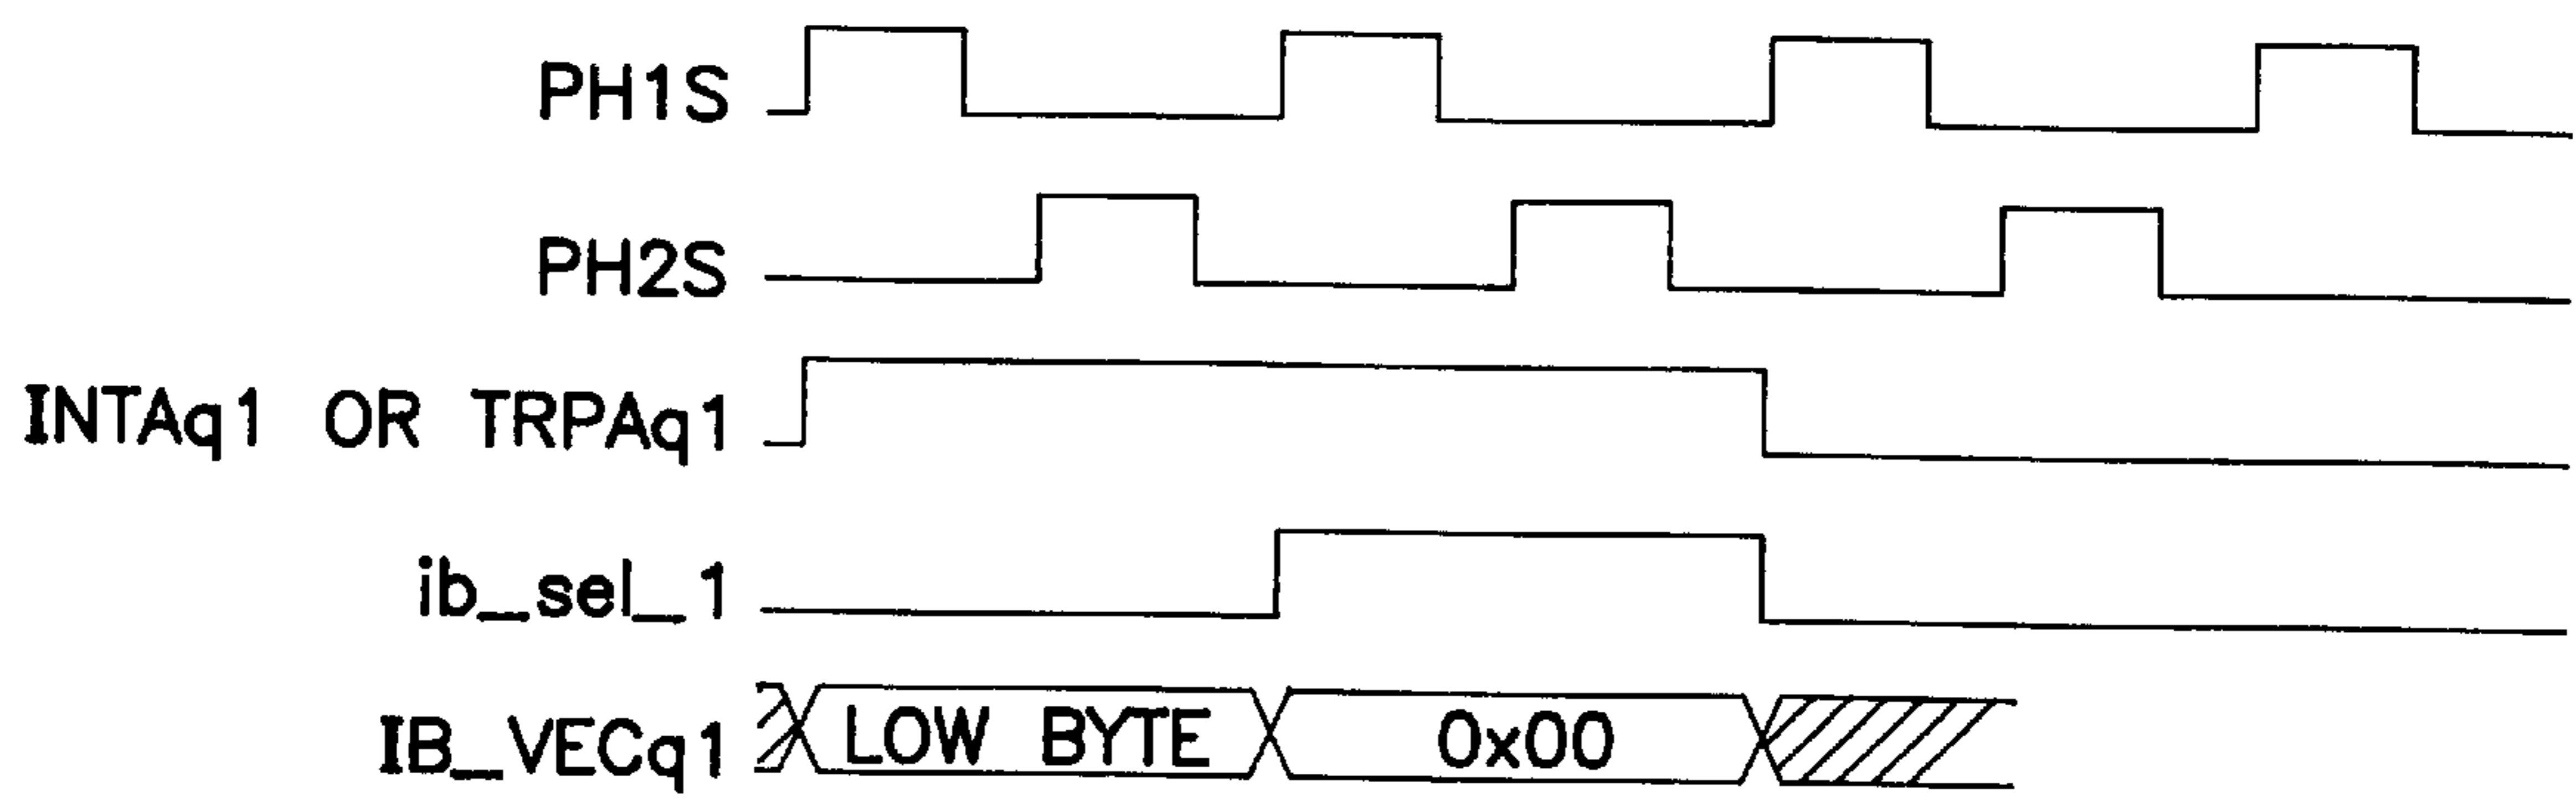 PH1S
PH2S
INTAq1 OR TRPAq1
ib_sel_1
IB_VECq1 LOW BYTE 0x00